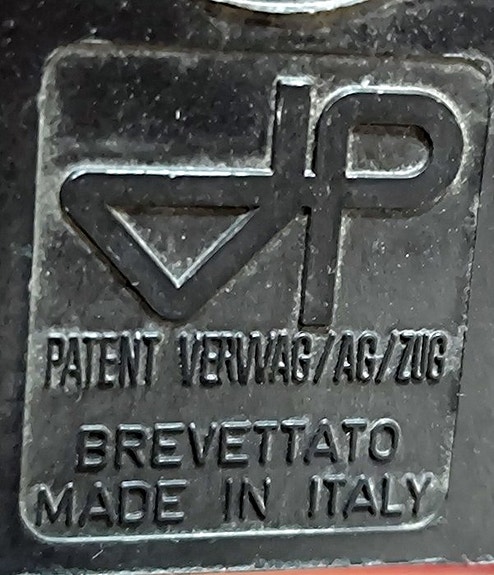 PATENT VERWAG/AG/ZUG
BREVETTATO
MADE IN ITALY